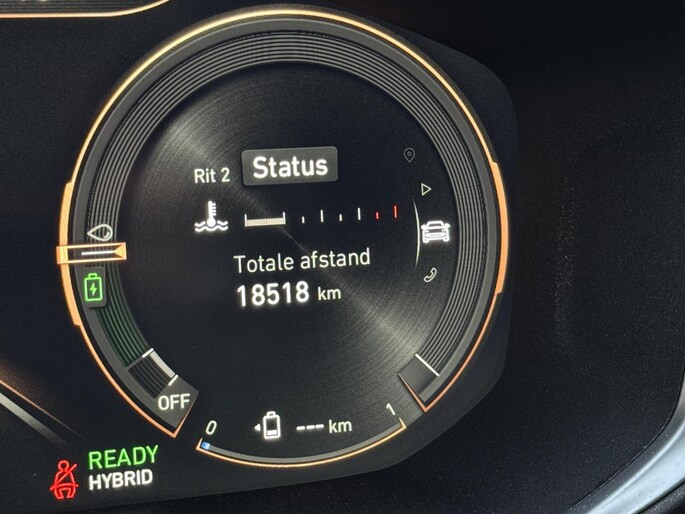 Rit 2 Status
Totale afstand
18518 km
OFF
0 --- km 1
READY
HYBRID